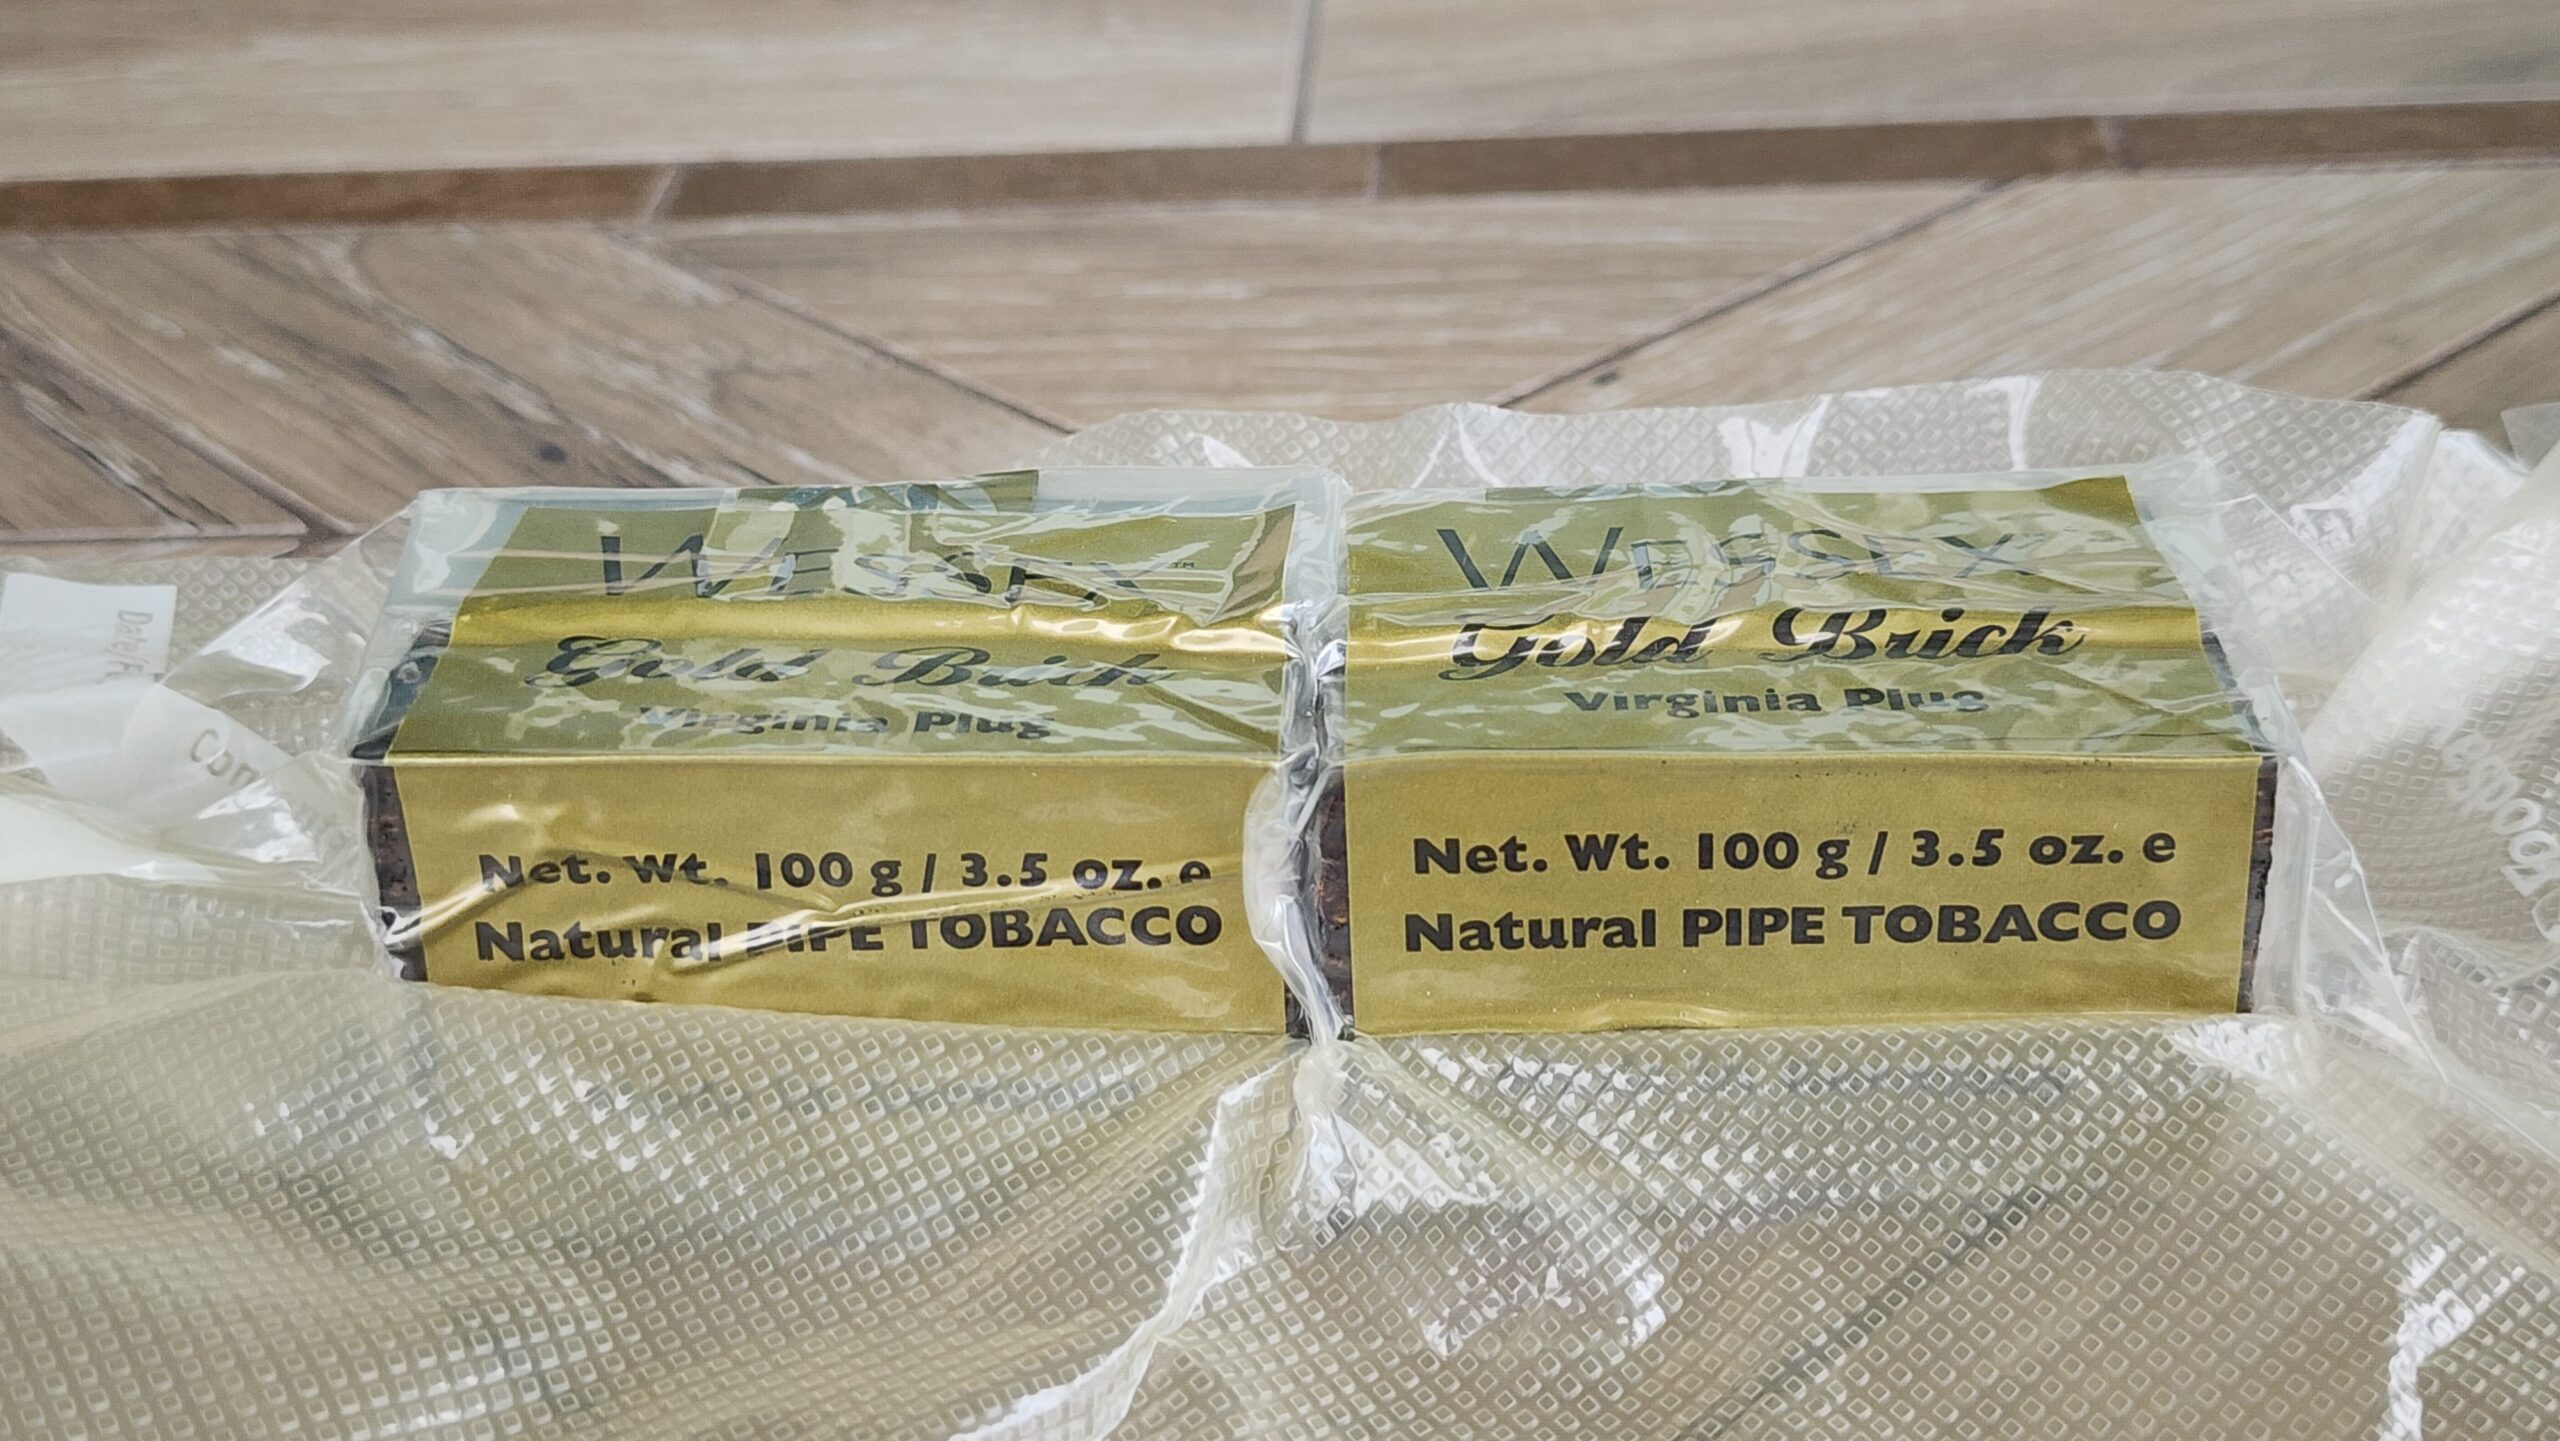 WESSEX™
Gold Brick
Virginia Plug
Net. Wt. 100 g / 3.5 oz. e
Natural PIPE TOBACCO
WESSEX
Gold Brick
Virginia Plug
Net. Wt. 100 g / 3.5 oz. e
Natural PIPE TOBACCO